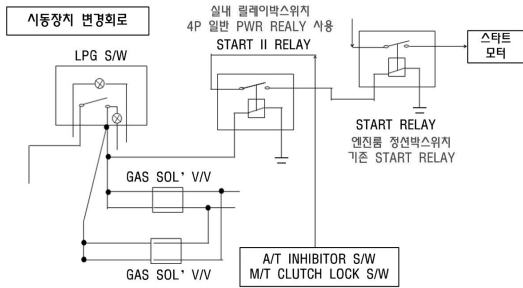 시동장치 변경회로
실내 릴레이박스위치
4P 일반 PWR REALY 사용
START II RELAY
LPG S/W
스타트
모터
START RELAY
엔진룸 정션박스위치
기존 START RELAY
GAS SOL' V/V
GAS SOL' V/V
A/T INHIBITOR S/W
M/T CLUTCH LOCK S/W